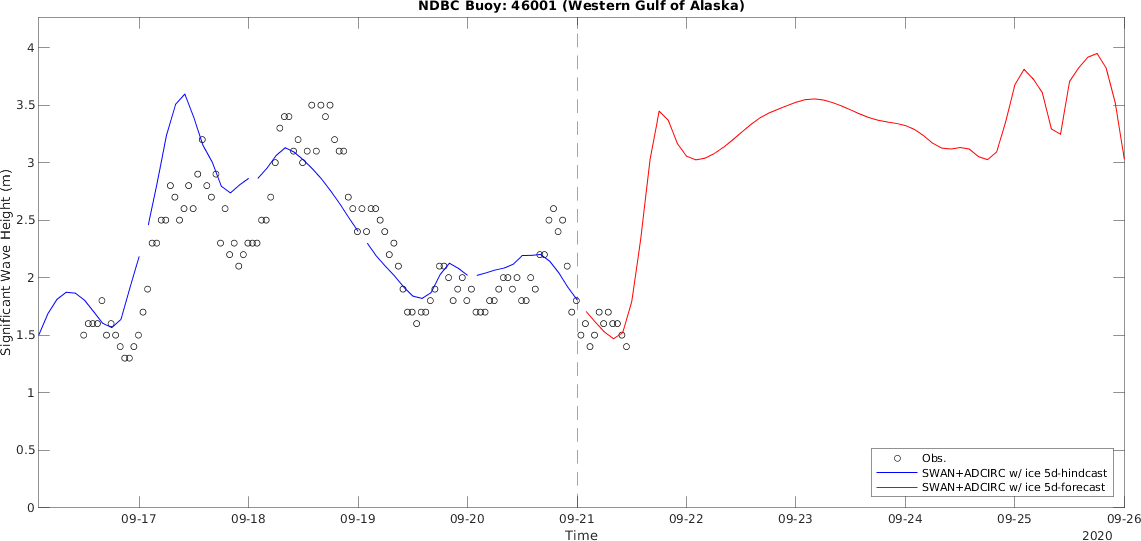 NDBC Buoy: 46001 (Western Gulf of Alaska)
Significant Wave Height (m)
4
3.5
3
2.5
2
1.5
1
0.5
0
Obs.
SWAN+ADCIRC w/ ice 5d-hindcast
SWAN+ADCIRC w/ ice 5d-forecast
09-17 09-18 09-19 09-20 09-21 09-22 09-23 09-24 09-25 09-26
Time
2020